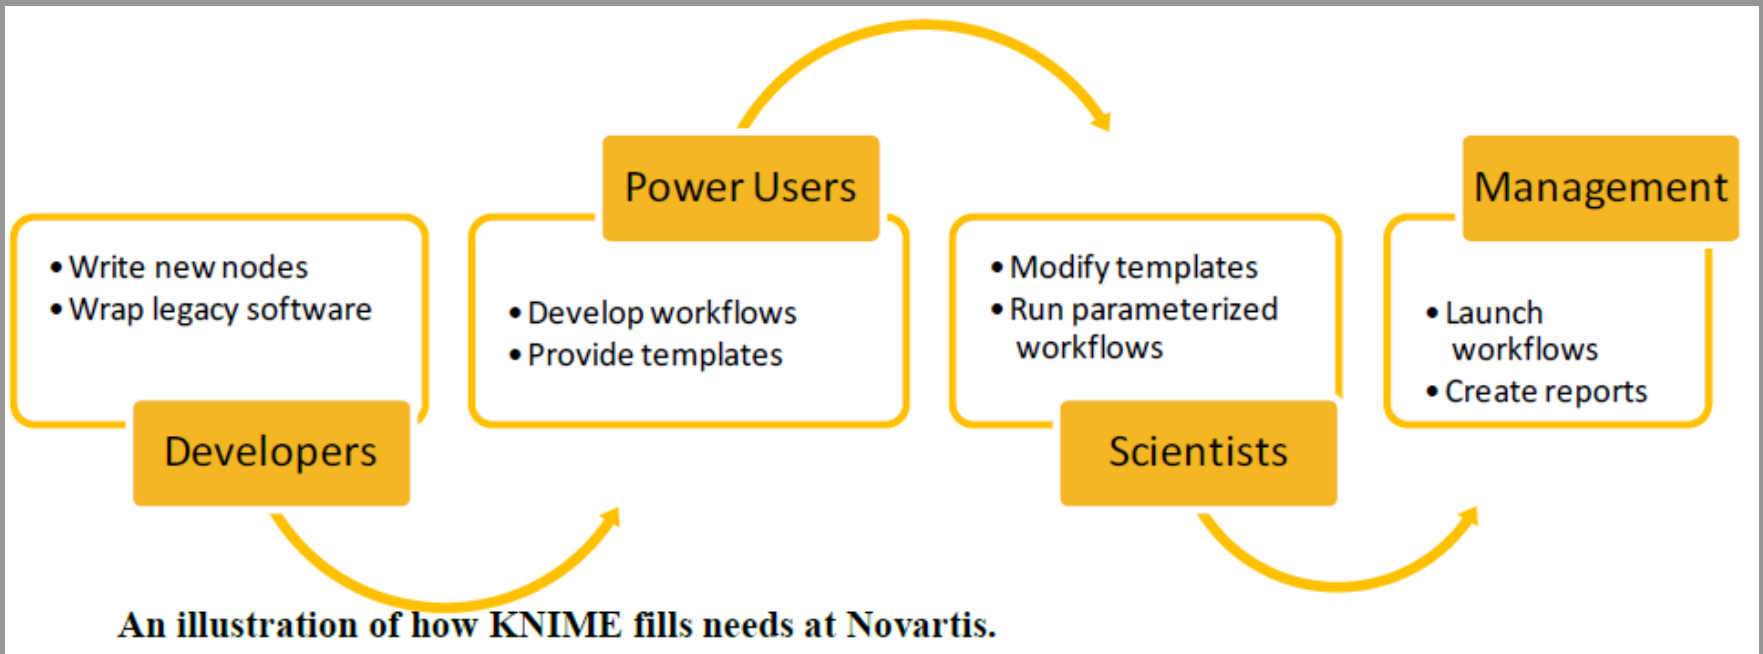 • Write new nodes
• Wrap legacy software
Developers
Power Users
• Develop workflows
• Provide templates
• Modify templates
• Run parameterized
workflows
Scientists
Management
• Launch
workflows
• Create reports
An illustration of how KNIME fills needs at Novartis.